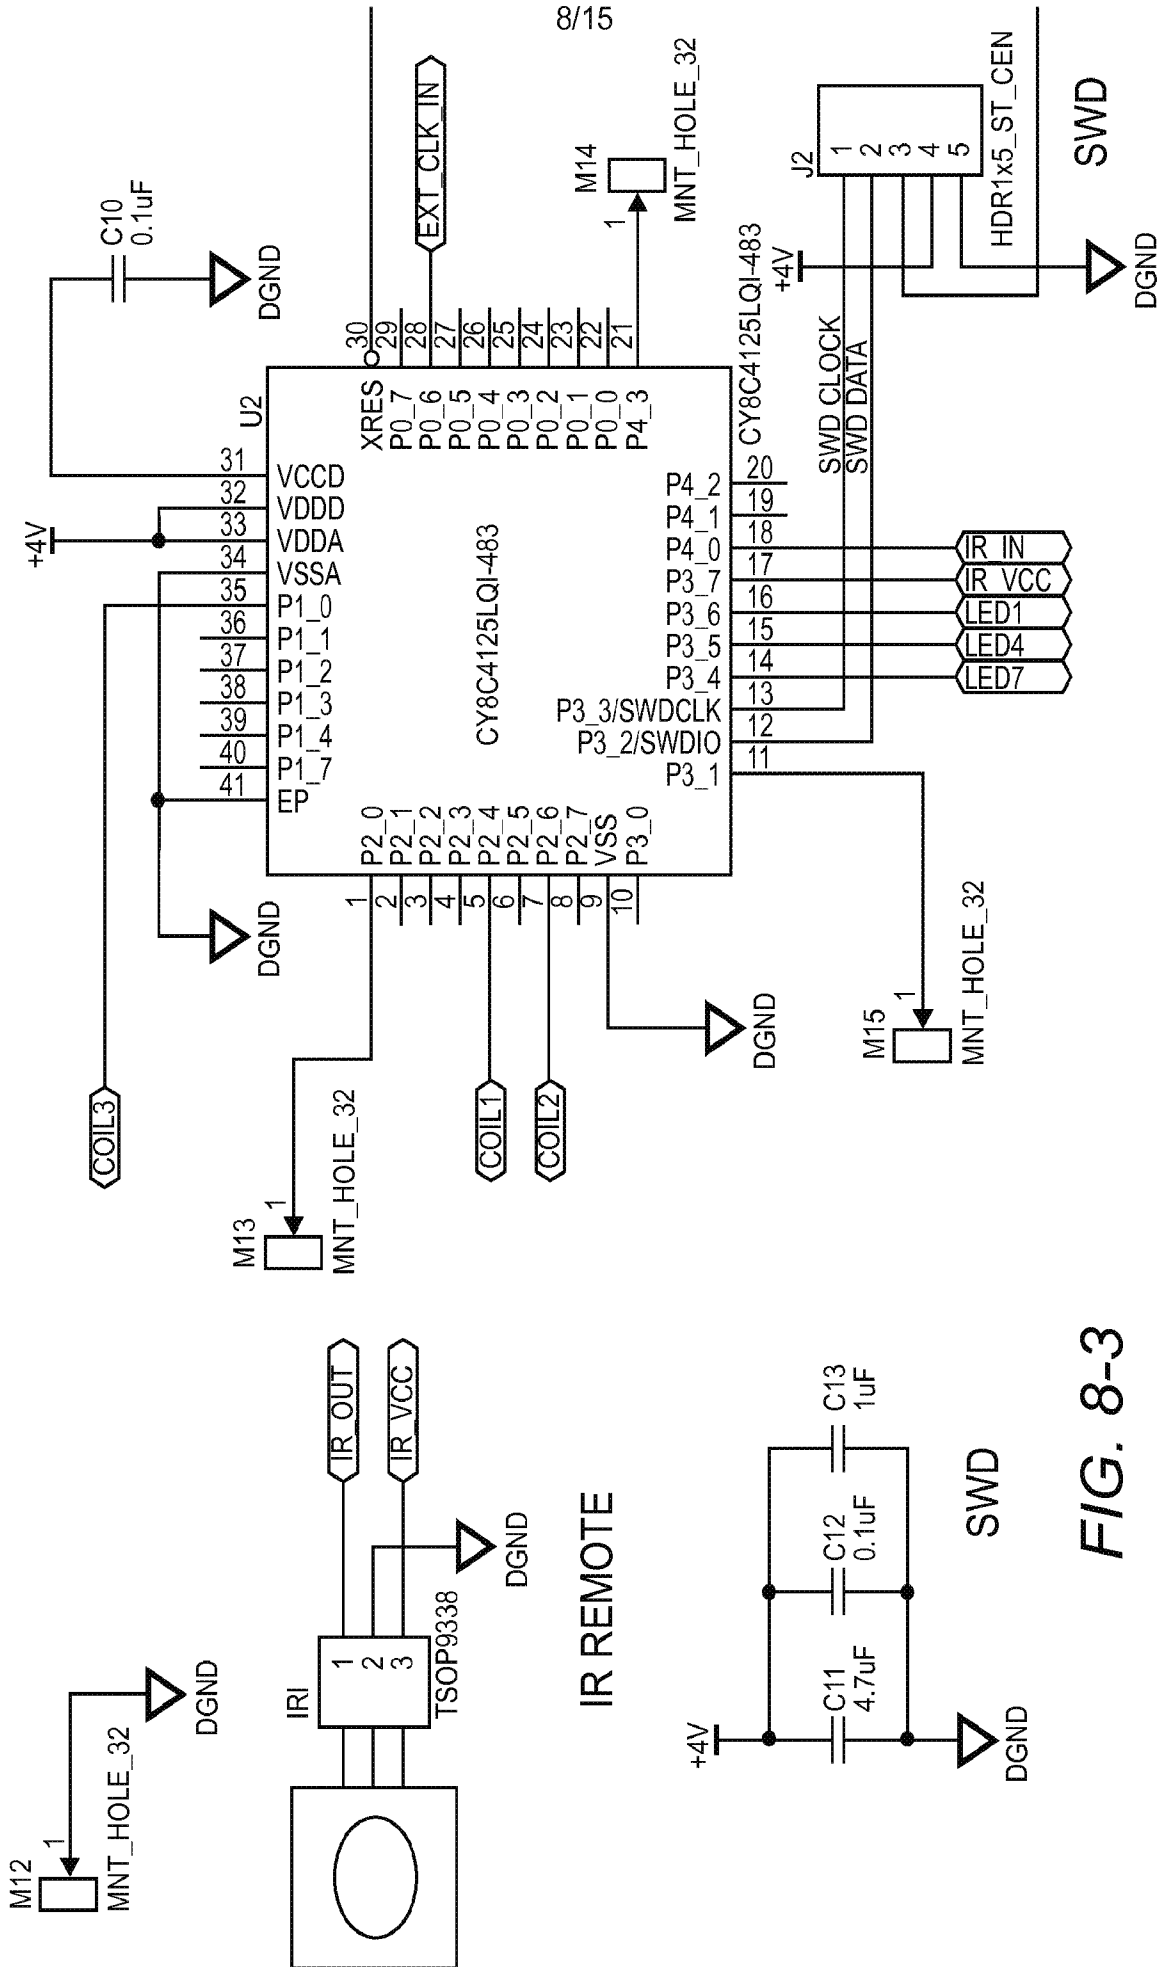 8/15
M12
1
MNT_HOLE_32
DGND
IRI
1
2
3
TSOP9338
IR_OUT
IR_VCC
DGND
IR REMOTE
+4V
C11
4.7uF
C12
0.1uF
C13
1uF
DGND
SWD
COIL3
M13
1
MNT_HOLE_32
COIL1
COIL2
DGND
DGND
M15
1
MNT_HOLE_32
+4V
C10
0.1uF
DGND
U2
31 VCCD
32 VDDD
33 VDDA
34 VSSA
35 P1_0
36 P1_1
37 P1_2
38 P1_3
39 P1_4
40 P1_7
41 EP
1 P2_0
2 P2_1
3 P2_2
4 P2_3
5 P2_4
6 P2_5
7 P2_6
8 P2_7
9 VSS
10 P3_0
CY8C4125LQI-483
XRES 30
P0_7 29
P0_6 28
P0_5 27
P0_4 26
P0_3 25
P0_2 24
P0_1 23
P0_0 22
P4_3 21
P4_2 20
P4_1 19
P4_0 18
P3_7 17
P3_6 16
P3_5 15
P3_4 14
P3_3/SWDCLK 13
P3_2/SWDIO 12
P3_1 11
CY8C4125LQI-483
EXT_CLK_IN
M14
1
MNT_HOLE_32
IR_IN
IR_VCC
LED1
LED4
LED7
SWD CLOCK
SWD DATA
+4V
J2
1
2
3
4
5
HDR1x5_ST_CEN
DGND
SWD
FIG. 8-3